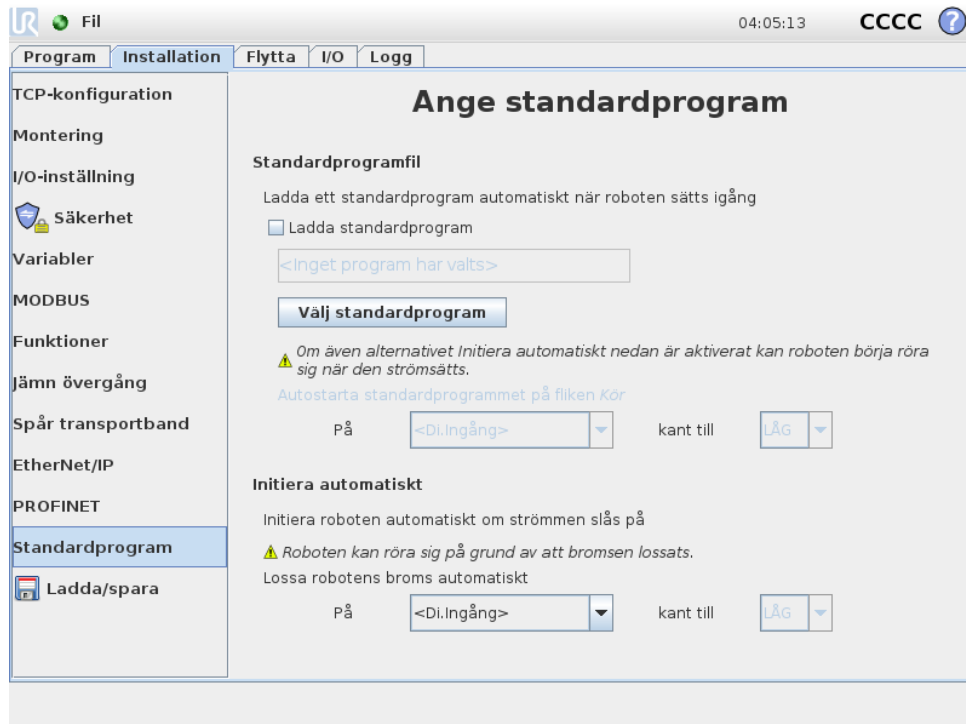 UR Fil 04:05:13 CCCC ?
Program Installation Flytta I/O Logg
TCP-konfiguration
Montering
I/O-inställning
Säkerhet
Variabler
MODBUS
Funktioner
Jämn övergång
Spår transportband
EtherNet/IP
PROFINET
Standardprogram
Ladda/spara
Ange standardprogram
Standardprogramfil
Ladda ett standardprogram automatiskt när roboten sätts igång
Ladda standardprogram
<Inget program har valts>
Välj standardprogram
Om även alternativet Initiera automatiskt nedan är aktiverat kan roboten börja röra
sig när den strömsätts.
Autostarta standardprogrammet på fliken Kör
På <Di.Ingång> kant till LÅG
Initiera automatiskt
Initiera roboten automatiskt om strömmen slås på
Roboten kan röra sig på grund av att bromsen lossats.
Lossa robotens broms automatiskt
På <Di.Ingång> kant till LÅG